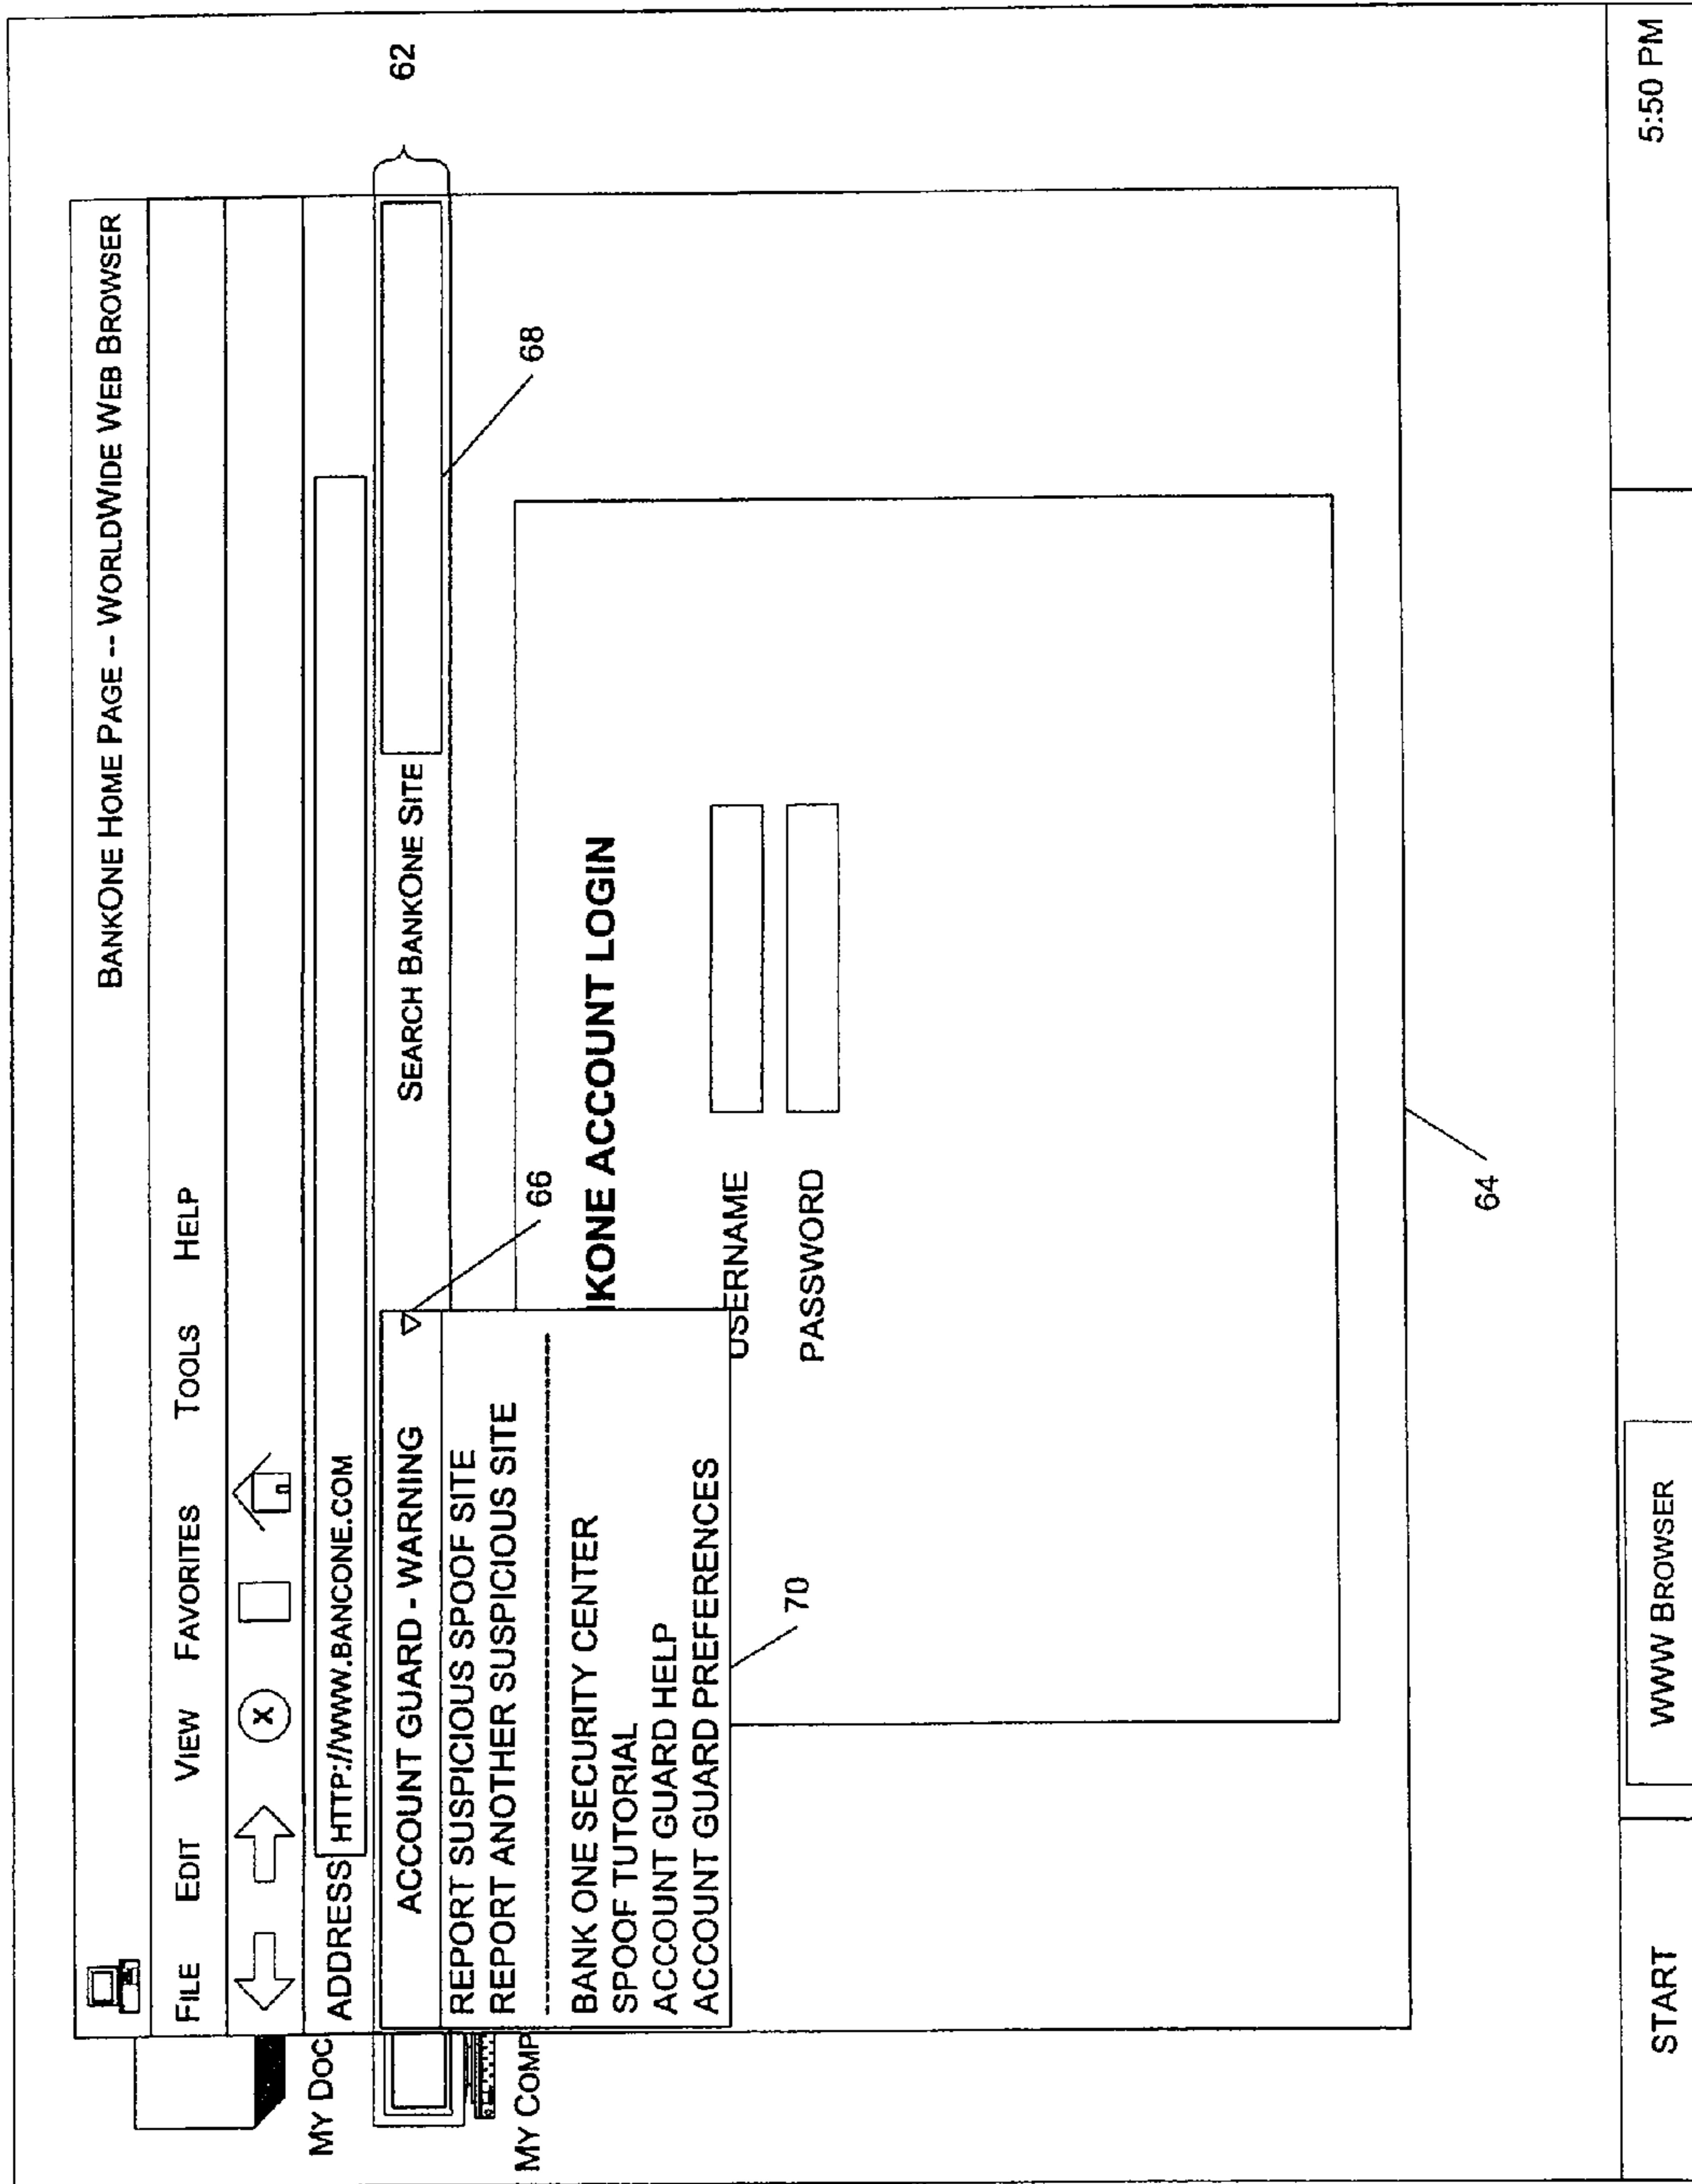 BANKONE HOME PAGE -- WORLDWIDE WEB BROWSER
FILE EDIT VIEW FAVORITES TOOLS HELP
X
ADDRESS HTTP://WWW.BANCONE.COM
MY DOC
ACCOUNT GUARD - WARNING
SEARCH BANKONE SITE
62
REPORT SUSPICIOUS SPOOF SITE
REPORT ANOTHER SUSPICIOUS SITE
MY COMP
66
68
BANK ONE SECURITY CENTER
SPOOF TUTORIAL
ACCOUNT GUARD HELP
ACCOUNT GUARD PREFERENCES
70
KONE ACCOUNT LOGIN
USERNAME
PASSWORD
64
START
WWW BROWSER
5:50 PM